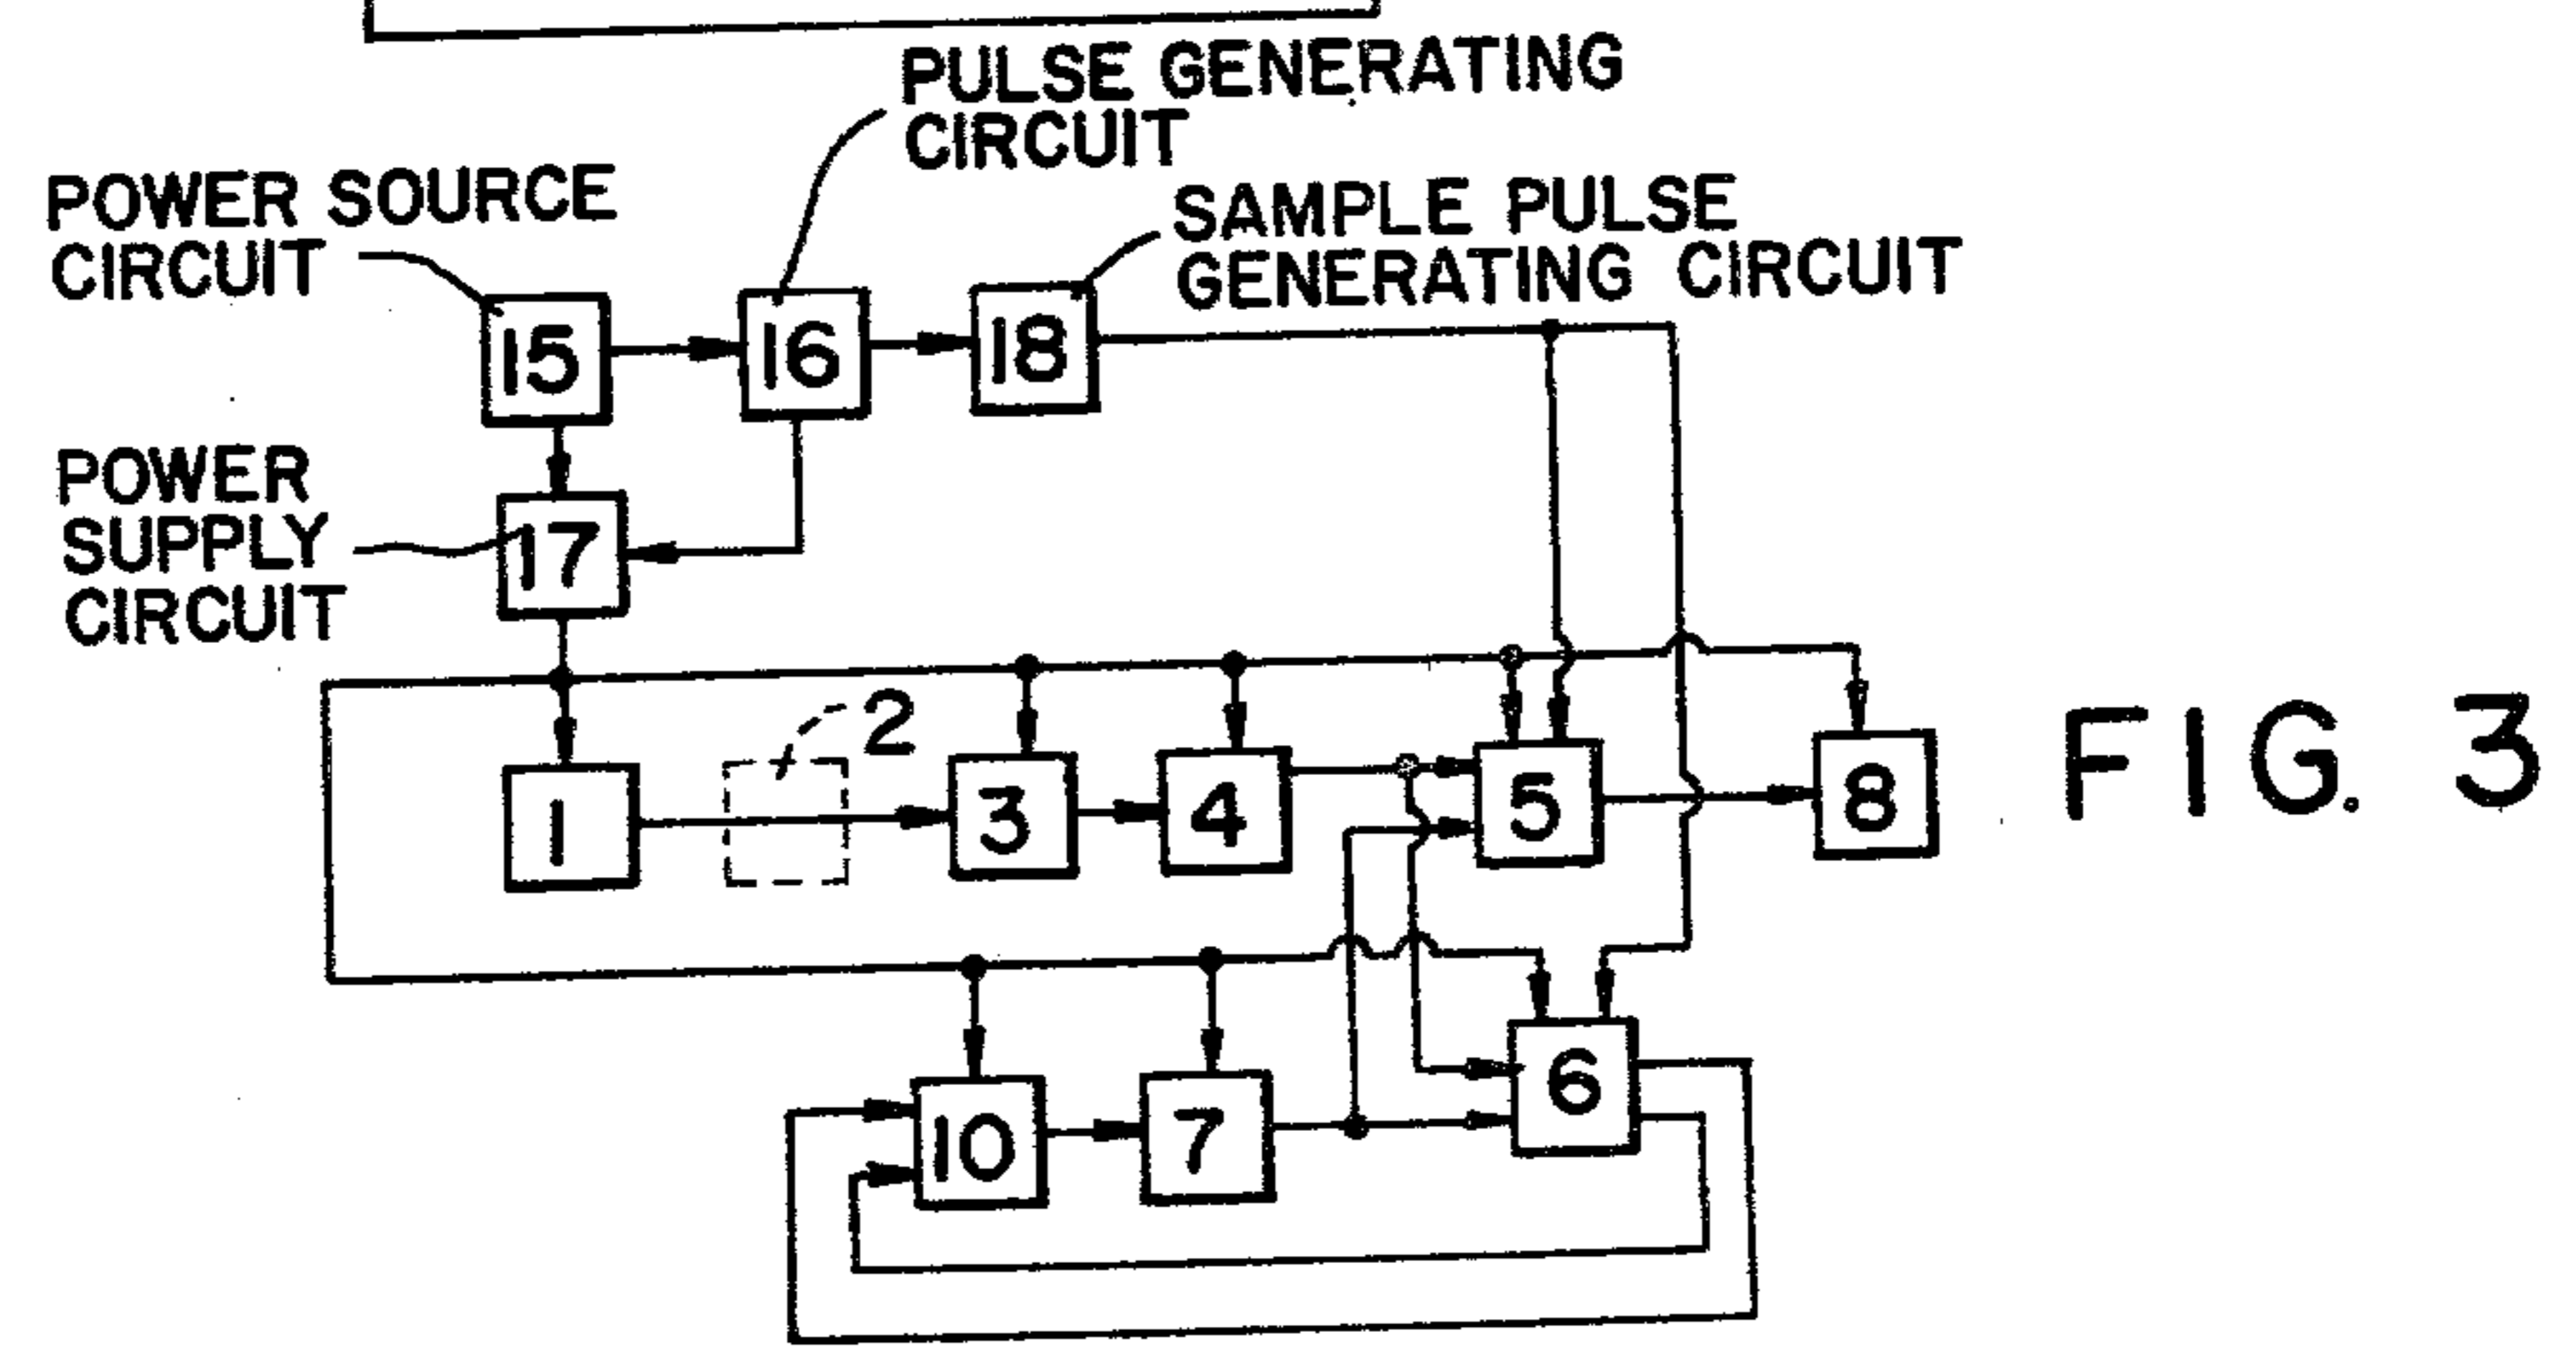 PULSE GENERATING
CIRCUIT
POWER SOURCE
CIRCUIT
SAMPLE PULSE
GENERATING CIRCUIT
15
16
18
POWER
SUPPLY
CIRCUIT
17
2
1
3
4
5
8
FIG. 3
10
7
6